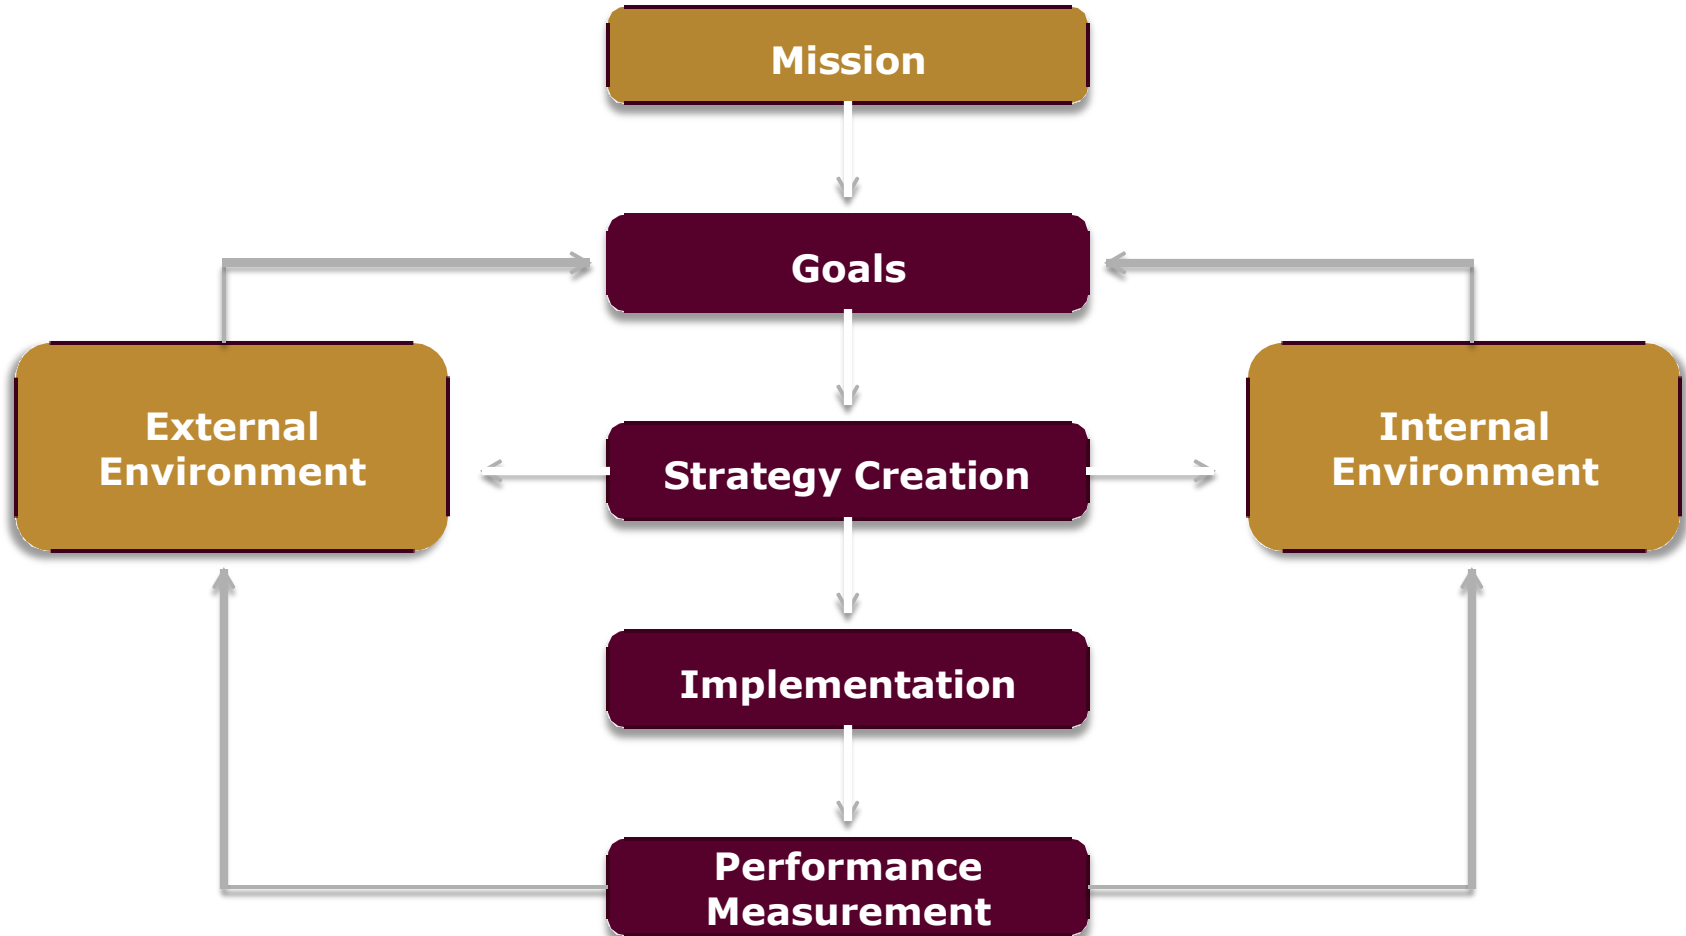 Mission
Goals
External
Environment
Strategy Creation
Internal
Environment
Implementation
Performance
Measurement